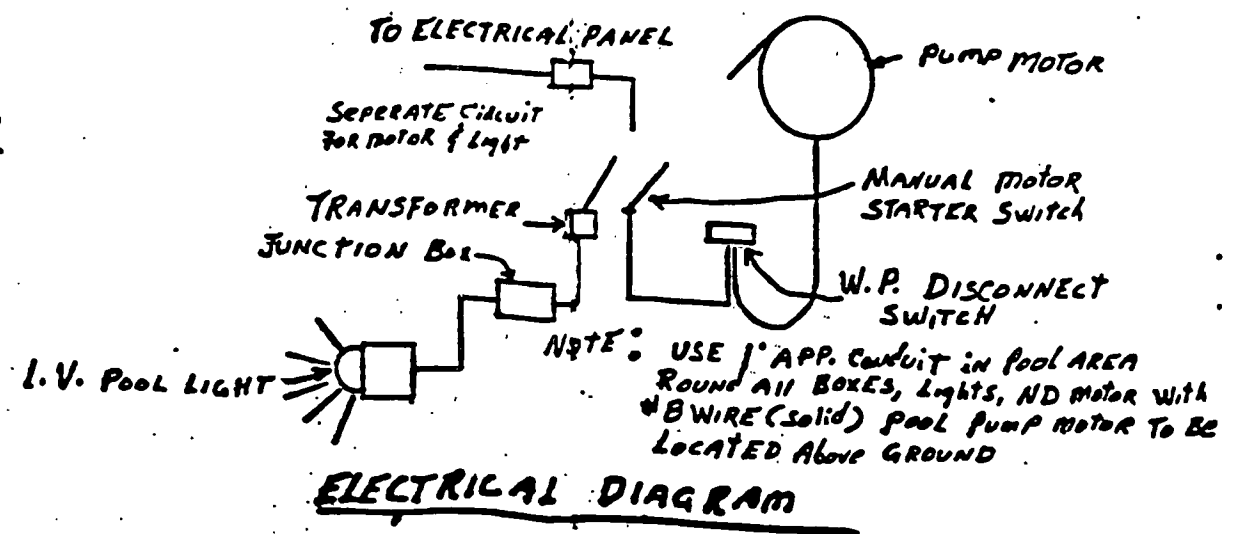 TO ELECTRICAL PANEL
PUMP MOTOR
SEPERATE CIRCUIT
FOR MOTOR & Light
MANUAL MOTOR
STARTER SWITCH
TRANSFORMER
JUNCTION BOX
W.P. DISCONNECT
SWITCH
NOTE: USE 1" APP. CONDUIT in Pool AREA
ROUND All BOXES, Lights, ND MOTOR With
#8 WIRE (Solid) Pool Pump MOTOR To Be
LOCATED Above GROUND
L.V. POOL LIGHT
ELECTRICAL DIAGRAM